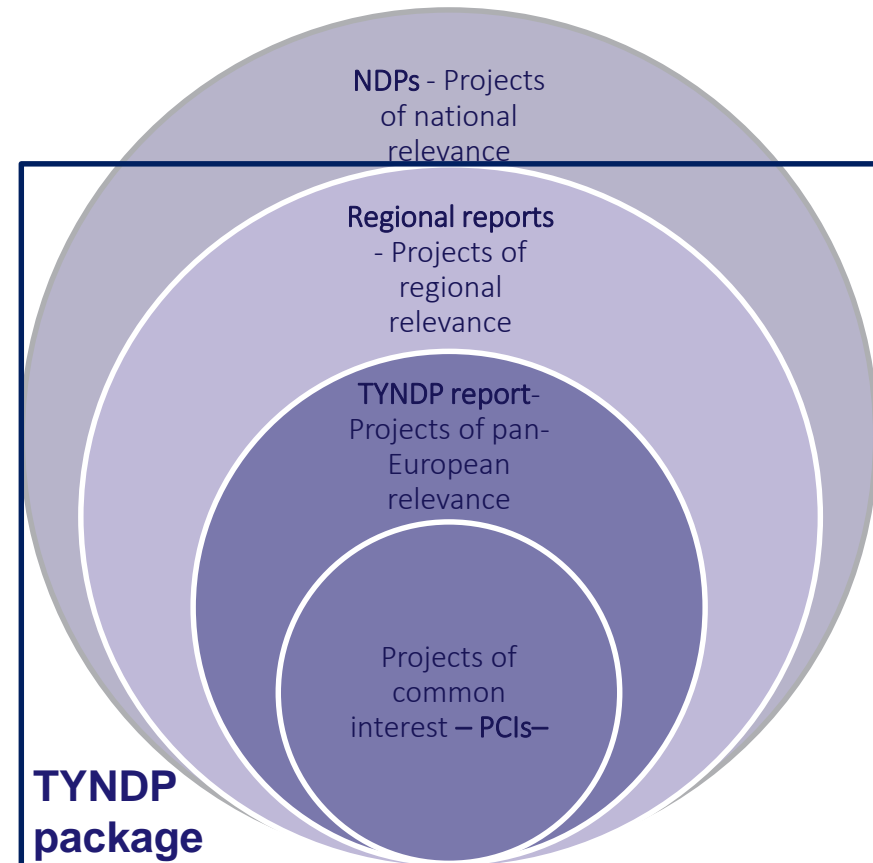 NDPs - Projects
of national
relevance
Regional reports
- Projects of
regional
relevance
TYNDP report-
Projects of pan-
European
relevance
Projects of
common
interest – PCIs–
TYNDP
package